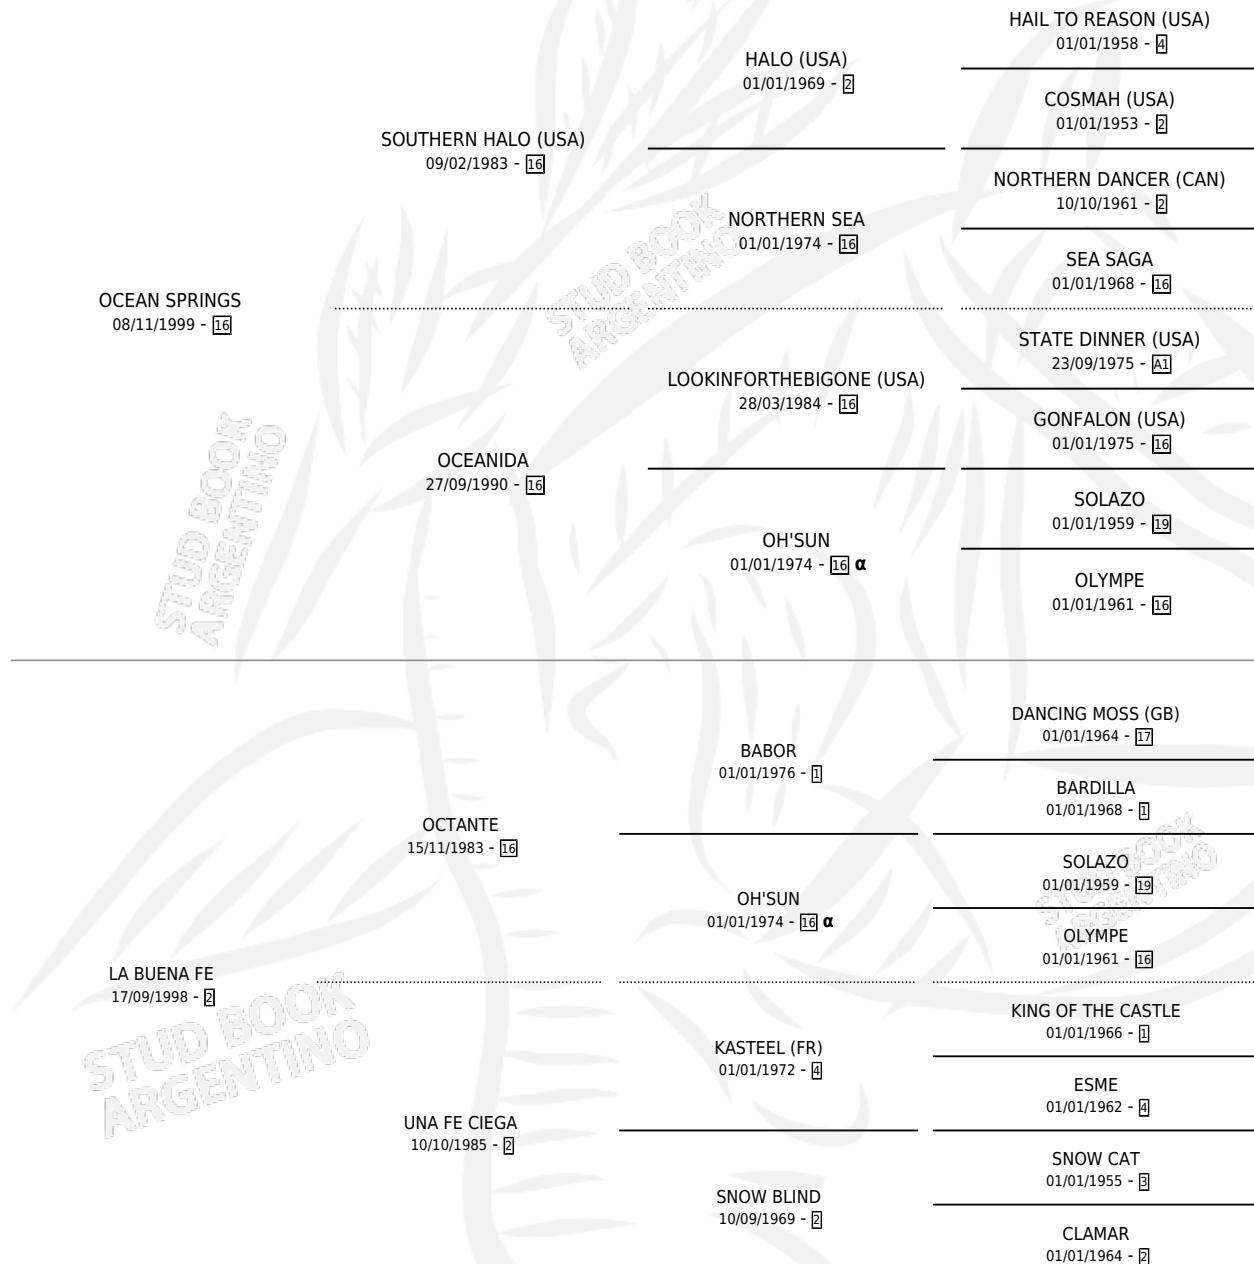 HAIL TO REASON (USA)
01/01/1958 - 4
HALO (USA)
01/01/1969 - 2
COSMAH (USA)
01/01/1953 - 2
SOUTHERN HALO (USA)
09/02/1983 - 16
NORTHERN DANCER (CAN)
10/10/1961 - 2
NORTHERN SEA
01/01/1974 - 16
SEA SAGA
01/01/1968 - 16
STUD BOOK
ARGENTINO
OCEAN SPRINGS
08/11/1999 - 16
STATE DINNER (USA)
23/09/1975 - A1
LOOKINFORTHEBIGONE (USA)
28/03/1984 - 16
GONFALON (USA)
01/01/1975 - 16
OCEANIDA
27/09/1990 - 16
STUD BOOK
ARGENTINO
SOLAZO
01/01/1959 - 19
OH'SUN
01/01/1974 - 16 α
OLYMPE
01/01/1961 - 16
DANCING MOSS (GB)
01/01/1964 - 17
BABOR
01/01/1976 - 1
BARDILLA
01/01/1968 - 1
OCTANTE
15/11/1983 - 16
SOLAZO
01/01/1959 - 19
STUD BOOK
ARGENTINO
OH'SUN
01/01/1974 - 16 α
OLYMPE
01/01/1961 - 16
LA BUENA FE
17/09/1998 - 2
STUD BOOK
ARGENTINO
KING OF THE CASTLE
01/01/1966 - 1
KASTEEL (FR)
01/01/1972 - 4
ESME
01/01/1962 - 4
UNA FE CIEGA
10/10/1985 - 2
SNOW CAT
01/01/1955 - 3
SNOW BLIND
10/09/1969 - 2
CLAMAR
01/01/1964 - 2